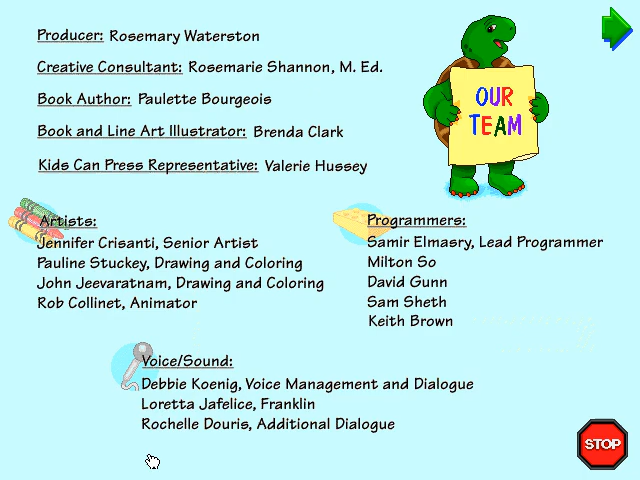 Producer: Rosemary Waterston
Creative Consultant: Rosemarie Shannon, M. Ed.
Book Author: Paulette Bourgeois
Book and Line Art Illustrator: Brenda Clark
Kids Can Press Representative: Valerie Hussey
OUR
TEAM
Artists:
Jennifer Crisanti, Senior Artist
Pauline Stuckey, Drawing and Coloring
John Jeevaratnam, Drawing and Coloring
Rob Collinet, Animator
Programmers:
Samir Elmasry, Lead Programmer
Milton So
David Gunn
Sam Sheth
Keith Brown
Voice/Sound:
Debbie Koenig, Voice Management and Dialogue
Loretta Jafelice, Franklin
Rochelle Douris, Additional Dialogue
STOP